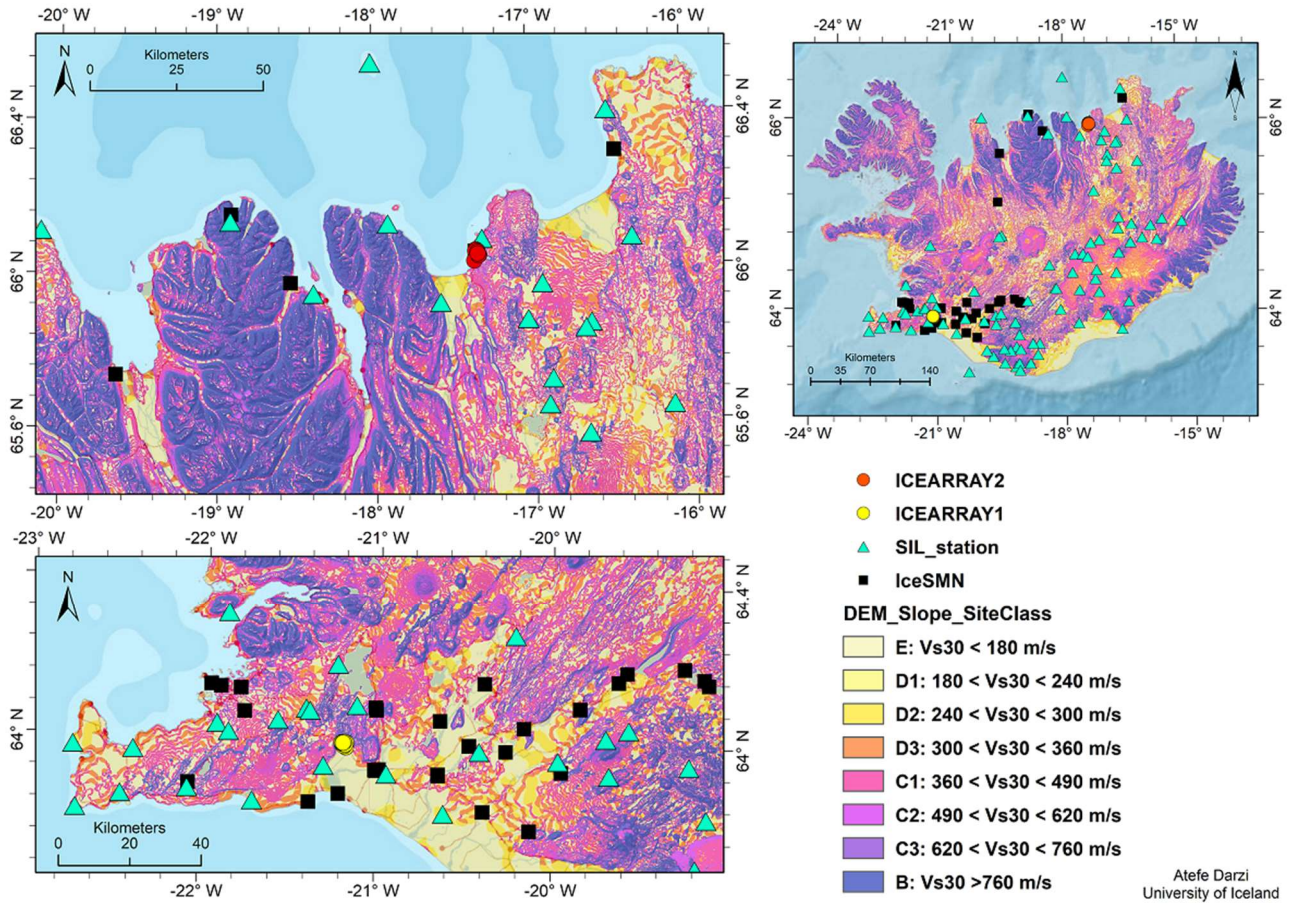 -20° W -19° W -18° W -17° W -16° W
N
Kilometers
0 25 50
66.4° N
66° N
65.6° N
66.4° N
66° N
65.6° N
-20° W -19° W -18° W -17° W -16° W
-24° W -21° W -18° W -15° W
N
S
66° N
64° N
66° N
64° N
Kilometers
0 35 70 140
-24° W -21° W -18° W -15° W
-23° W -22° W -21° W -20° W
N
64° N
64.4° N
64° N
Kilometers
0 20 40
-22° W -21° W -20° W
ICEARRAY2
ICEARRAY1
SIL_station
IceSMN
DEM_Slope_SiteClass
E: Vs30 < 180 m/s
D1: 180 < Vs30 < 240 m/s
D2: 240 < Vs30 < 300 m/s
D3: 300 < Vs30 < 360 m/s
C1: 360 < Vs30 < 490 m/s
C2: 490 < Vs30 < 620 m/s
C3: 620 < Vs30 < 760 m/s
B: Vs30 >760 m/s
Atefe Darzi
University of Iceland